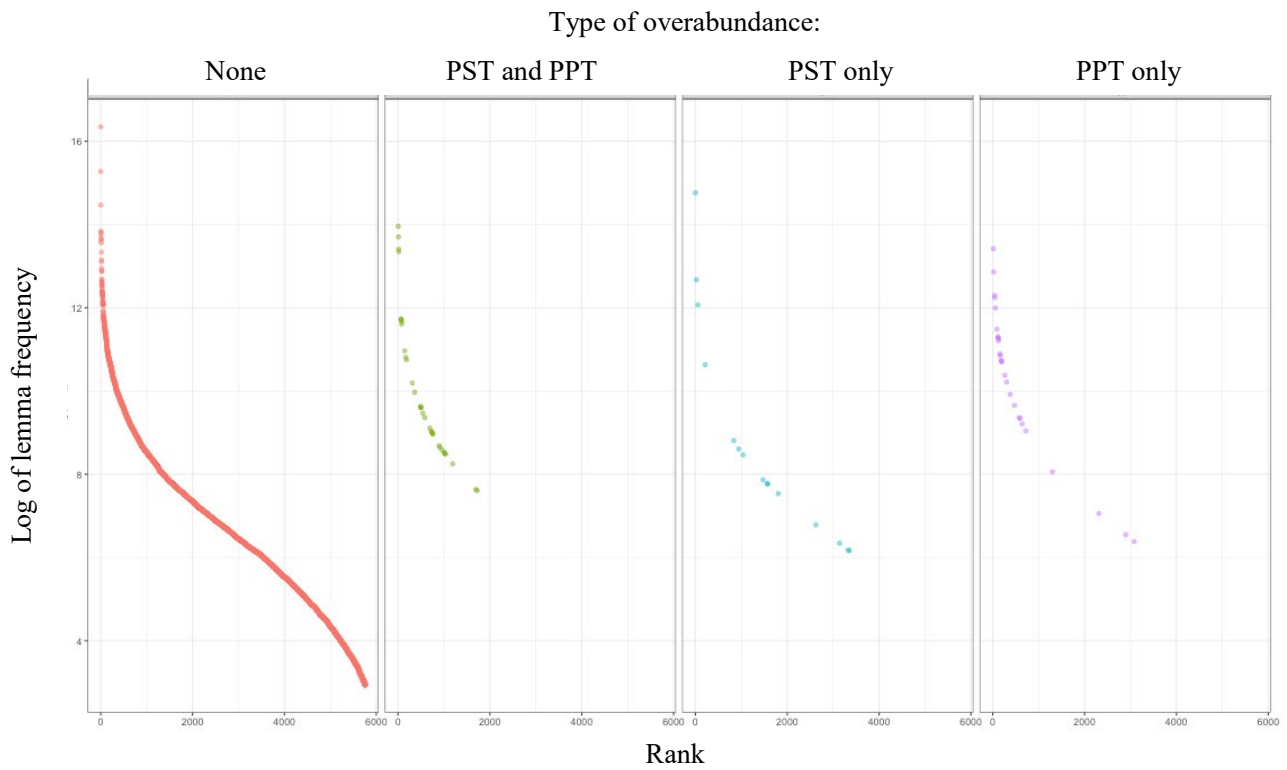 Type of overabundance:
None PST and PPT PST only PPT only
Log of lemma frequency
16
12
8
4
0 2000 4000 6000 0 2000 4000 6000 0 2000 4000 6000 0 2000 4000 6000
Rank